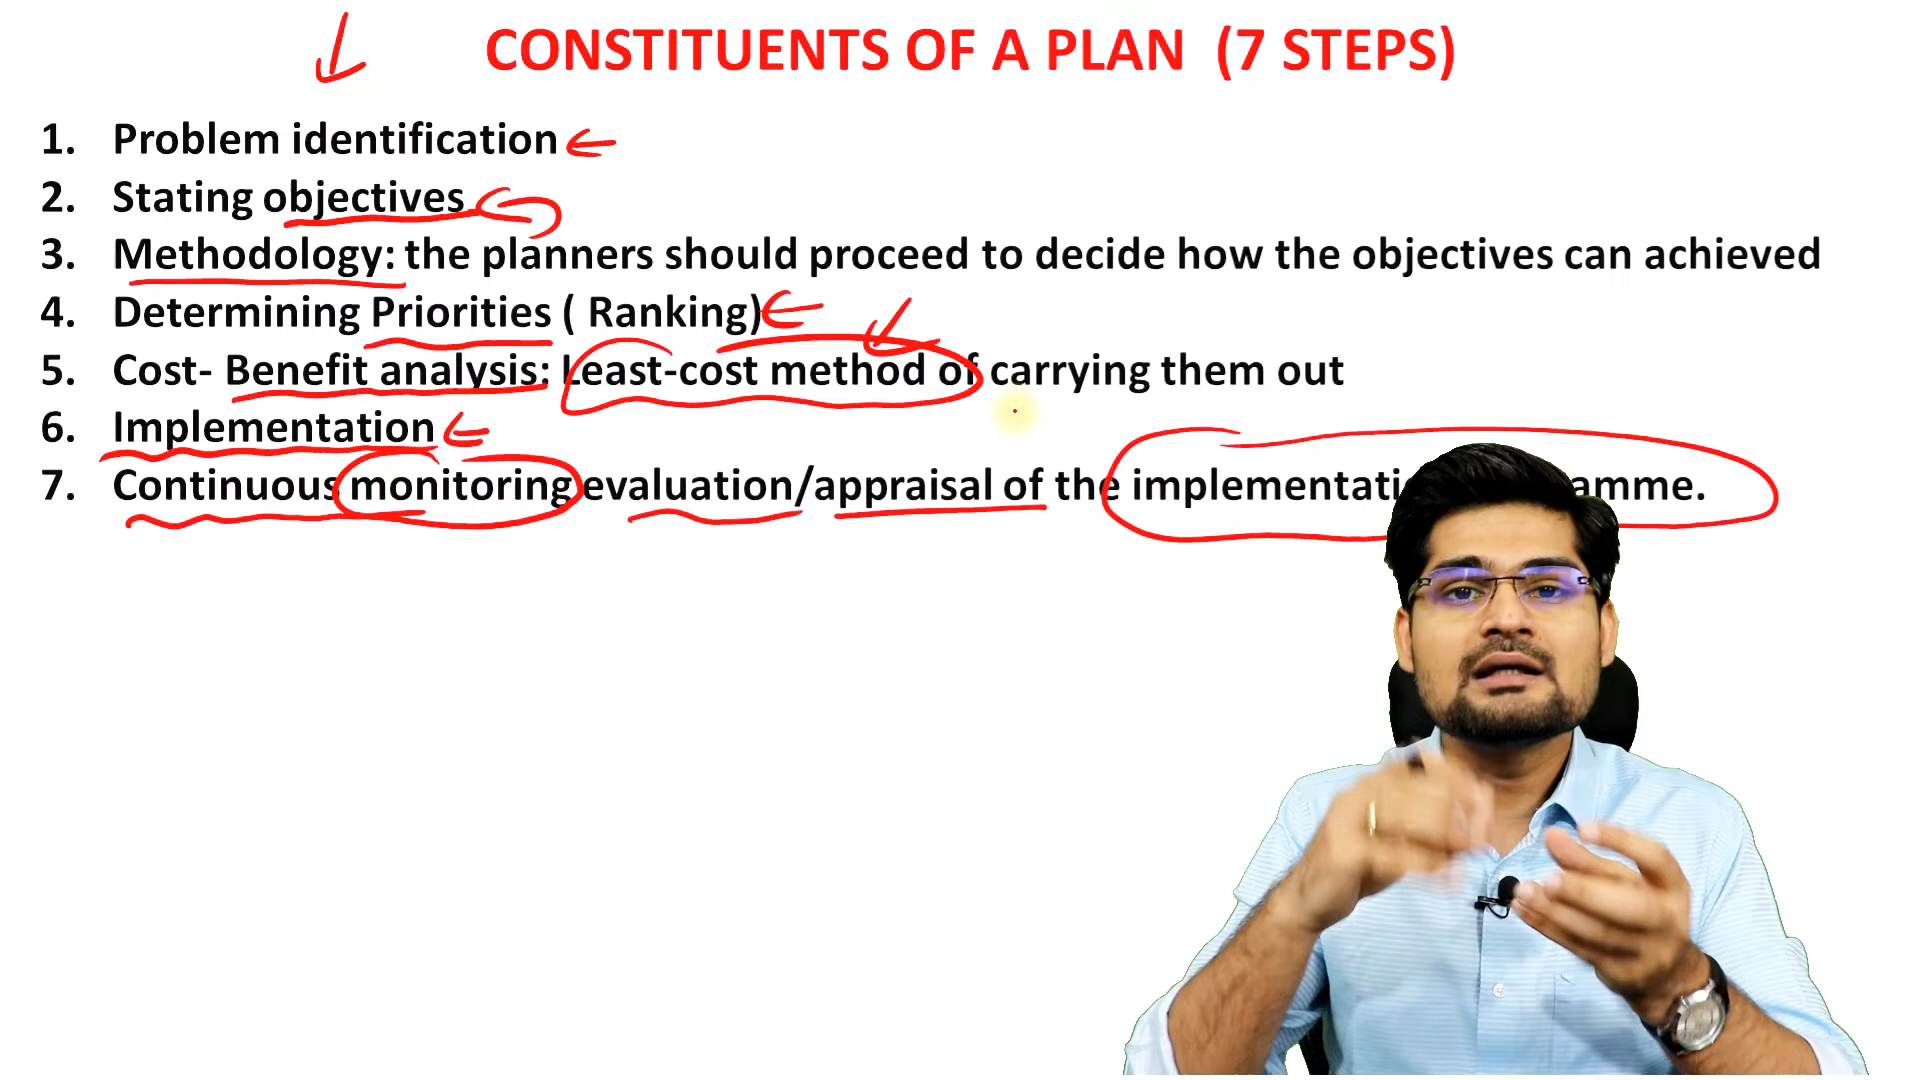 CONSTITUENTS OF A PLAN (7 STEPS)
1. Problem identification
2. Stating objectives
3. Methodology: the planners should proceed to decide how the objectives can achieved
4. Determining Priorities ( Ranking)
5. Cost- Benefit analysis: Least-cost method of carrying them out
6. Implementation
7. Continuous monitoring evaluation/appraisal of the